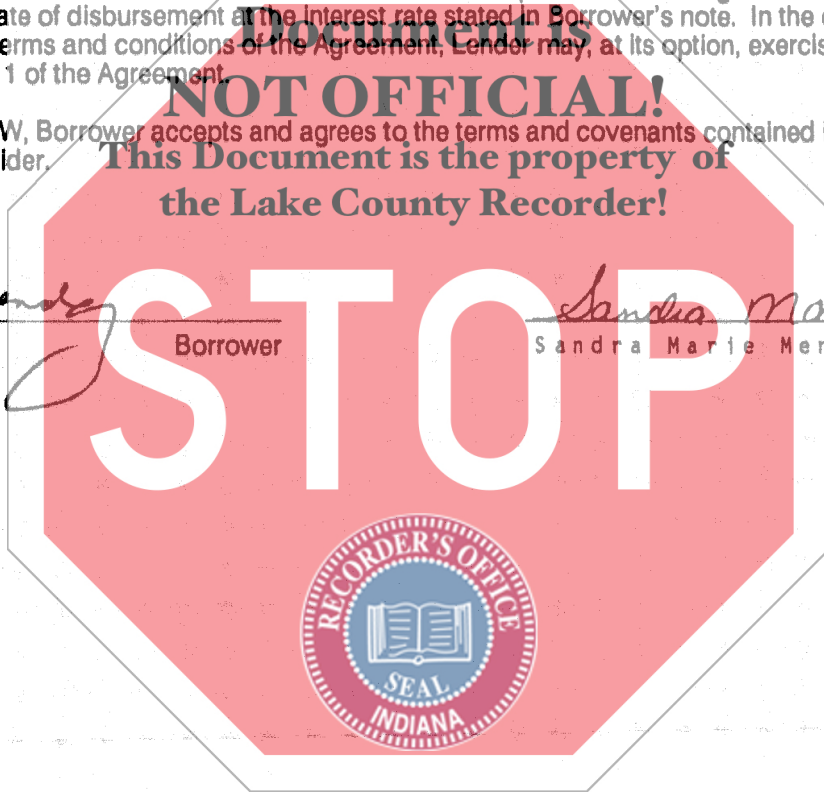 ate of disbursement at the interest rate stated in Borrower's note. In the
Document is
erms and conditions of the Agreement, Lender may, at its option, exercis
1 of the Agreement.
NOT OFFICIAL!
W, Borrower accepts and agrees to the terms and covenants contained
lder.
This Document is the property of
the Lake County Recorder!
STOP
Sandra Ma
Borrower
Sandra Marie Mer
RECORDER'S OFFICE
SEAL
INDIANA